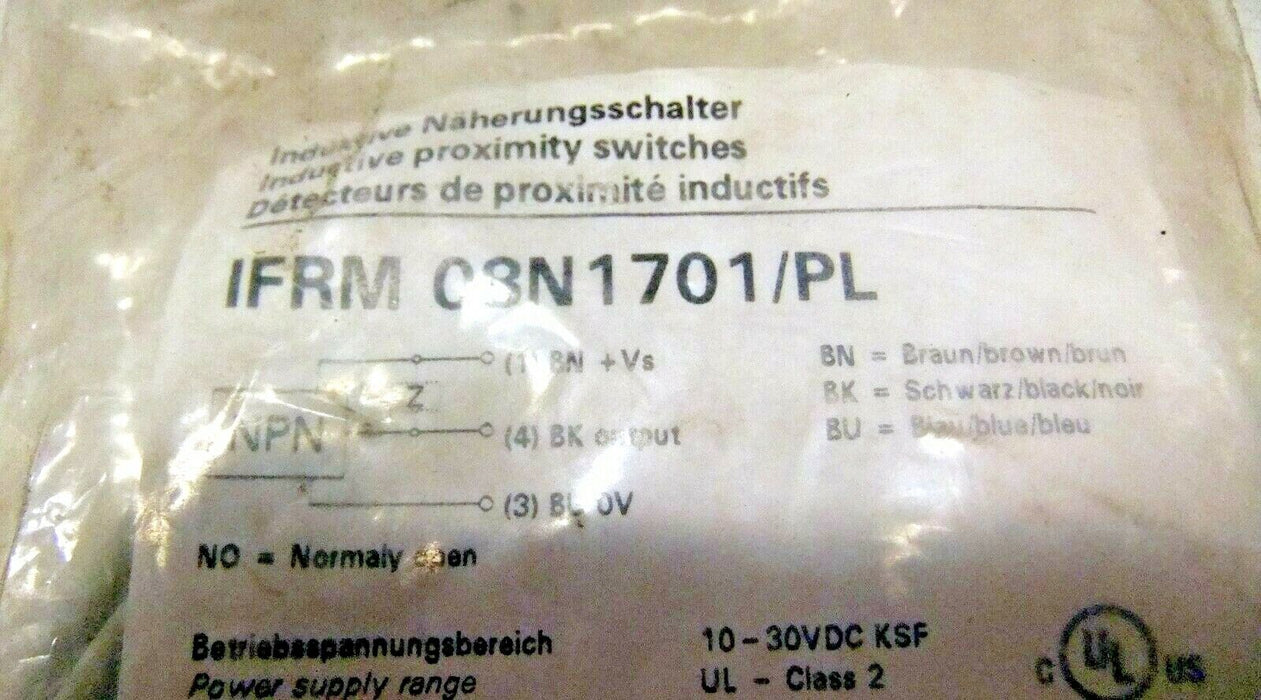 Induktive Näherungsschalter
Inductive proximity switches
Détecteurs de proximité inductifs
IFRM 08N1701/PL
(1) BN +Vs
BN = Braun/brown/brun
Z
BK = Schwarz/black/noir
NPN
(4) BK output
BU = Blau/blue/bleu
(3) BU 0V
NO = Normaly open
Betriebsspannungsbereich
10-30VDC KSF
Power supply range
UL - Class 2
C UL US